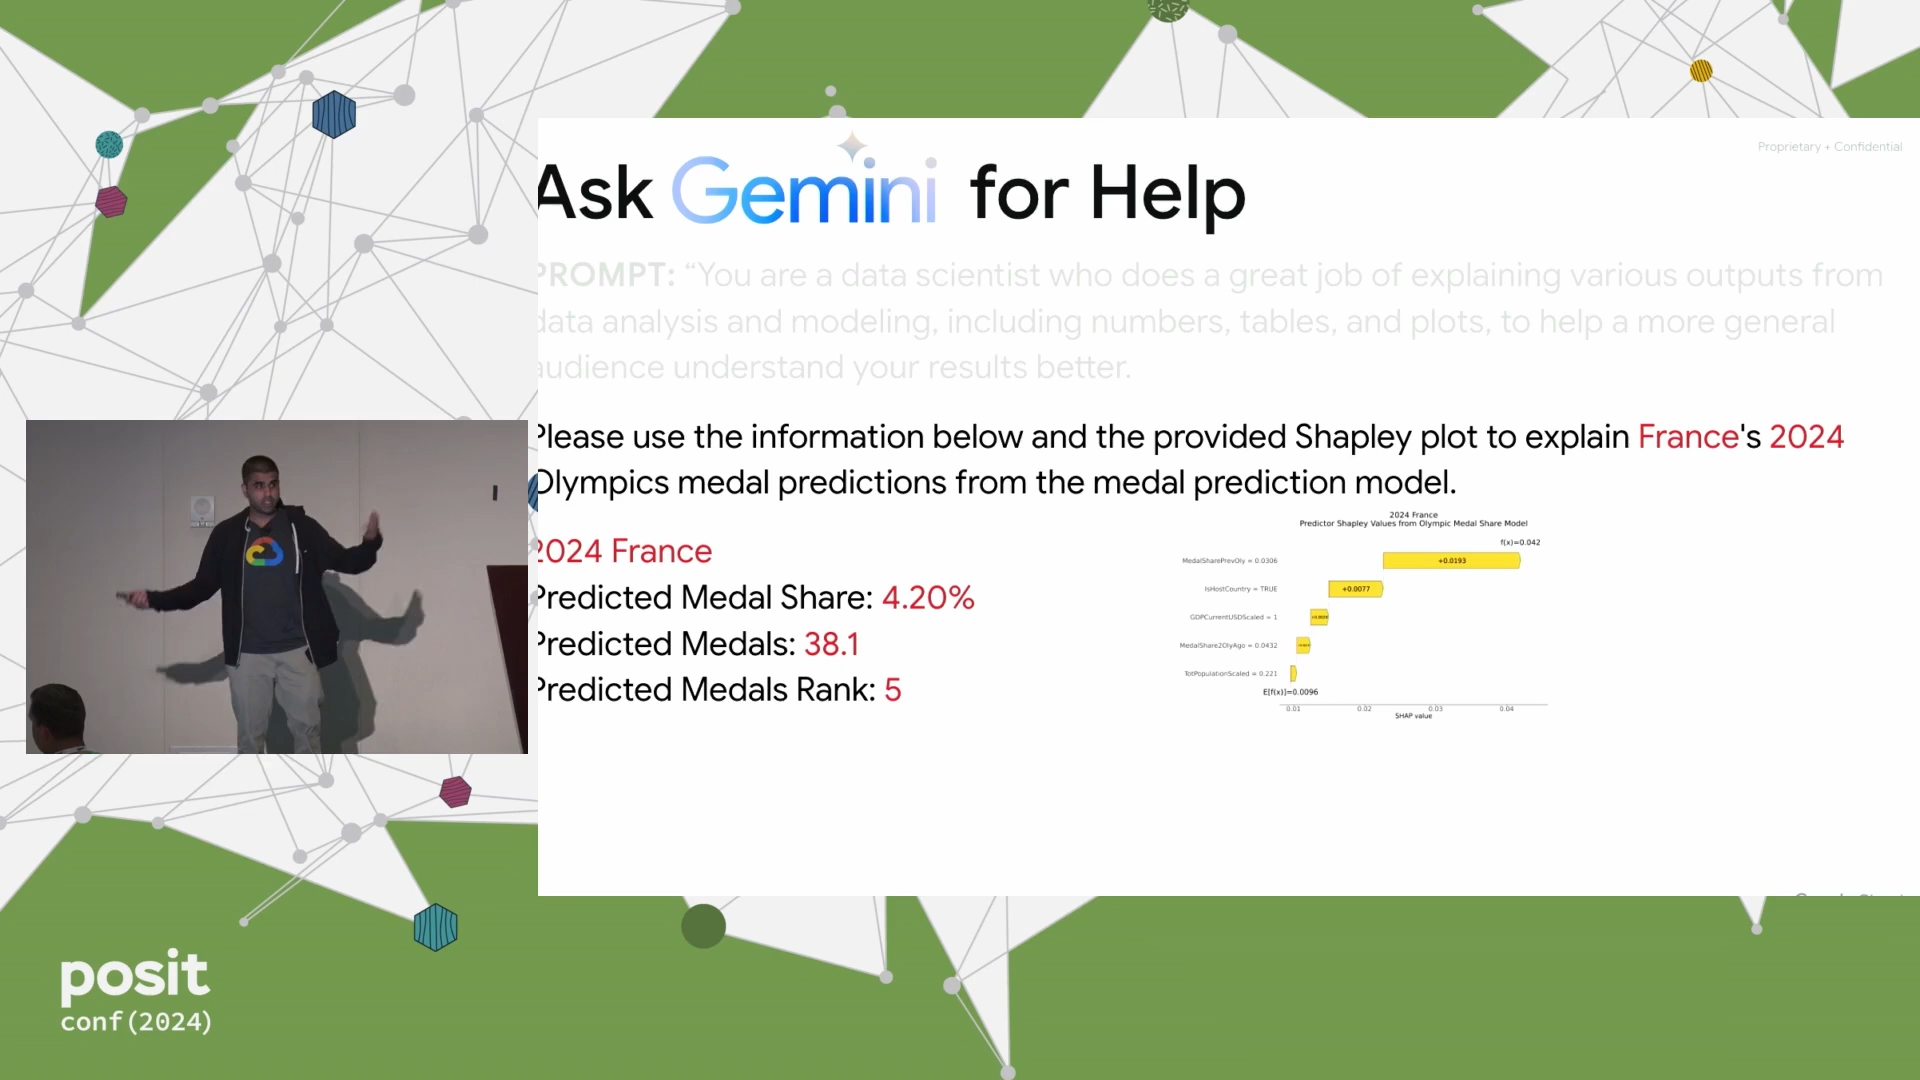 Proprietary + Confidential
Ask Gemini for Help
PROMPT: “You are a data scientist who does a great job of explaining various outputs from
data analysis and modeling, including numbers, tables, and plots, to help a more general
audience understand your results better.
Please use the information below and the provided Shapley plot to explain France's 2024
Olympics medal predictions from the medal prediction model.
2024 France
Predicted Medal Share: 4.20%
Predicted Medals: 38.1
Predicted Medals Rank: 5
2024 France
Predictor Shapley Values from Olympic Medal Share Model
f(x)=0.042
MedalSharePrevOly = 0.0306
+0.0193
IsHostCountry = TRUE
+0.0077
GDPCurrentUSDScaled = 1
MedalShare2OlyAgo = 0.0432
TotPopulationScaled = 0.221
E[f(x)]=0.0096
0.01 0.02 0.03 0.04
SHAP value
posit
conf(2024)